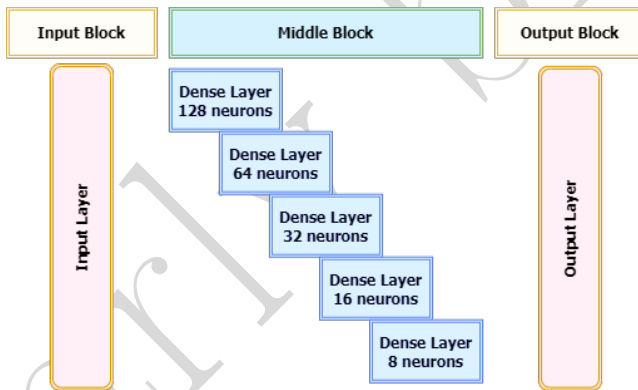 Input Block
Middle Block
Output Block
Input Layer
Dense Layer
128 neurons
Dense Layer
64 neurons
Dense Layer
32 neurons
Dense Layer
16 neurons
Dense Layer
8 neurons
Output Layer